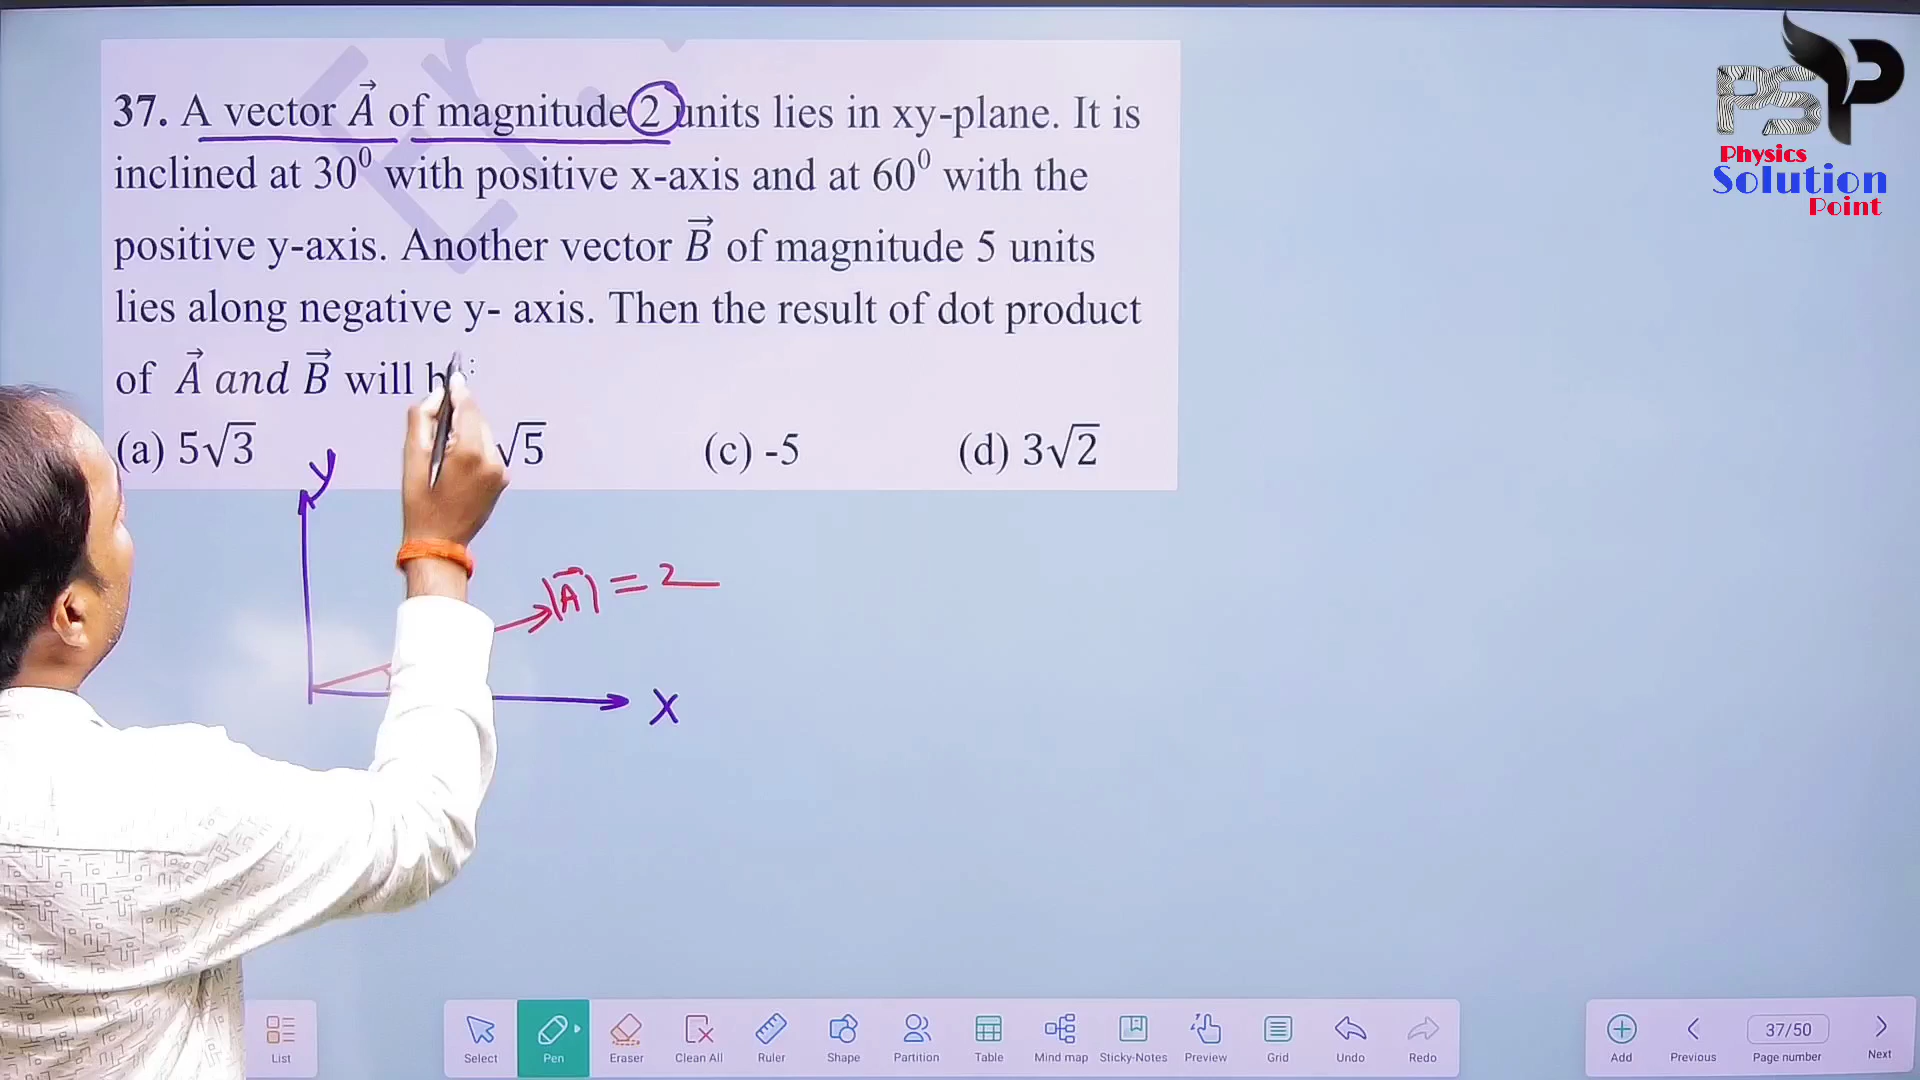 37. A vector A⃗ of magnitude 2 units lies in xy-plane. It is
inclined at 30⁰ with positive x-axis and at 60⁰ with the
positive y-axis. Another vector B⃗ of magnitude 5 units
lies along negative y- axis. Then the result of dot product
of A⃗ and B⃗ will
(a) 5√3 √5 (c) -5 (d) 3√2
y
|A⃗| = 2
x
PSP
Physics
Solution
Point
List
Select
Pen
Eraser
Clean All
Ruler
Shape
Partition
Table
Mind map
Sticky-Notes
Preview
Grid
Undo
Redo
Add
Previous
37/50
Page number
Next